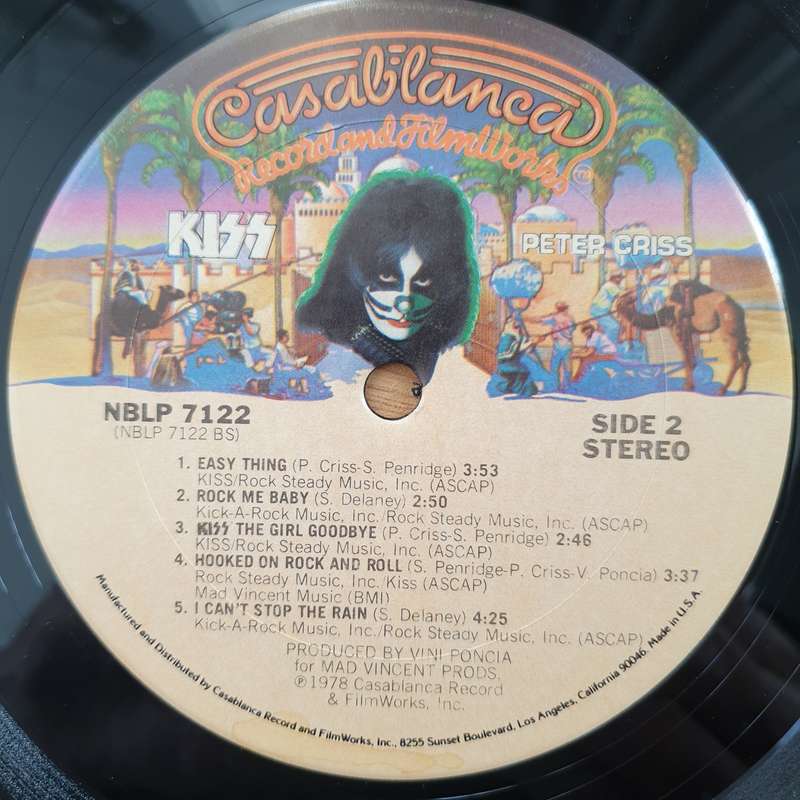 Casablanca
Record and FilmWorks
TM
KISS
PETER CRISS
NBLP 7122
(NBLP 7122 BS)
SIDE 2
STEREO
1. EASY THING (P. Criss-S. Penridge) 3:53
KISS/Rock Steady Music, Inc. (ASCAP)
2. ROCK ME BABY (S. Delaney) 2:50
Kick-A-Rock Music, Inc./Rock Steady Music, Inc. (ASCAP)
3. KISS THE GIRL GOODBYE (P. Criss-S. Penridge) 2:46
KISS/Rock Steady Music, Inc. (ASCAP)
4. HOOKED ON ROCK AND ROLL (S. Penridge-P. Criss-V. Poncia) 3:37
Rock Steady Music, Inc./Kiss (ASCAP)
Mad Vincent Music (BMI)
5. I CAN'T STOP THE RAIN (S. Delaney) 4:25
Kick-A-Rock Music, Inc./Rock Steady Music, Inc. (ASCAP)
PRODUCED BY VINI PONCIA
for MAD VINCENT PRODS.
℗1978 Casablanca Record
& FilmWorks, Inc.
Manufactured and Distributed by Casablanca Record and FilmWorks, Inc., 8255 Sunset Boulevard, Los Angeles, California 90046. Made in U.S.A.